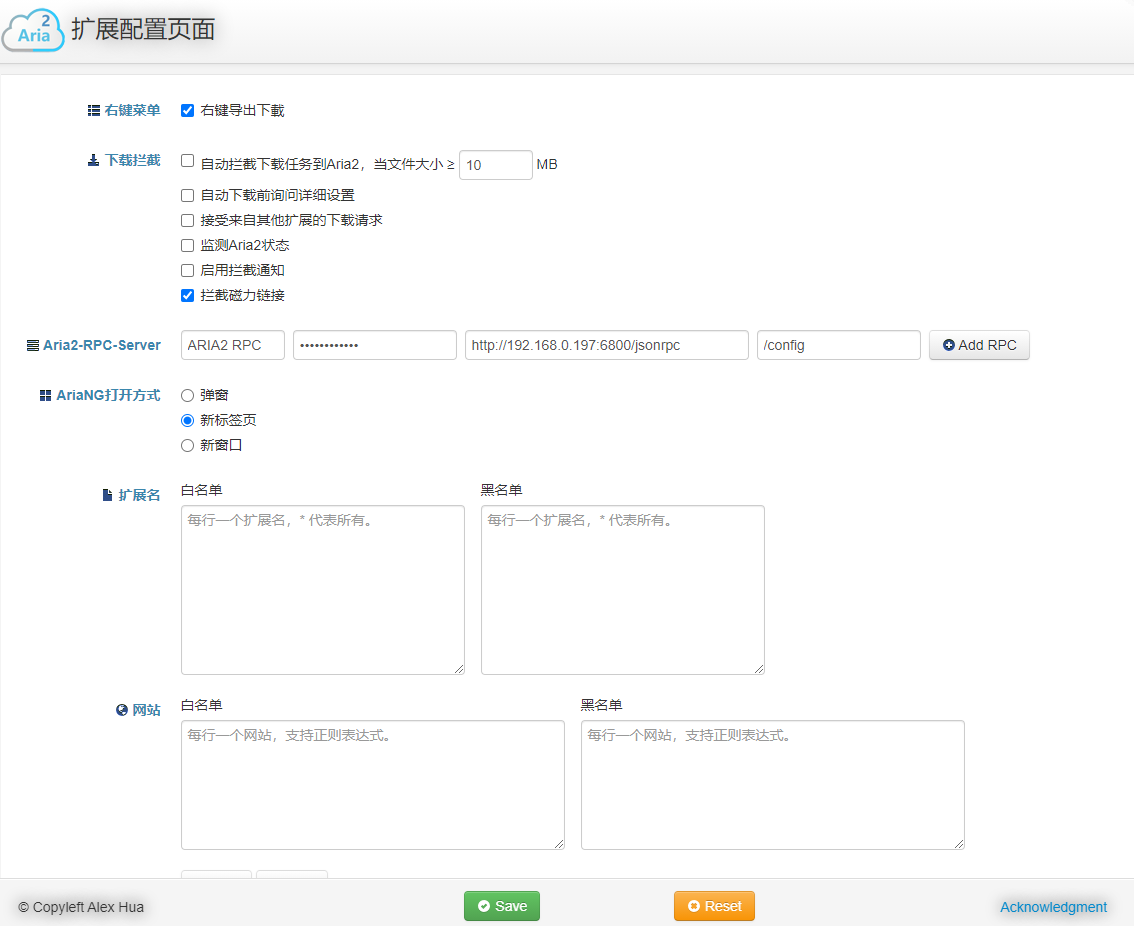 Aria2 扩展配置页面
右键菜单 右键导出下载
下载拦截 自动拦截下载任务到Aria2，当文件大小 ≥ 10 MB
自动下载前询问详细设置
接受来自其他扩展的下载请求
监测Aria2状态
启用拦截通知
拦截磁力链接
Aria2-RPC-Server ARIA2 RPC •••••••••••• http://192.168.0.197:6800/jsonrpc /config Add RPC
AriaNG打开方式 弹窗
新标签页
新窗口
扩展名 白名单 黑名单
每行一个扩展名，* 代表所有。 每行一个扩展名，* 代表所有。
网站 白名单 黑名单
每行一个网站，支持正则表达式。 每行一个网站，支持正则表达式。
© Copyleft Alex Hua Save Reset Acknowledgment